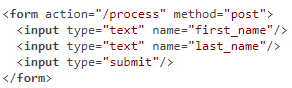 <form action="/process" method="post">
  <input type="text" name="first_name"/>
  <input type="text" name="last_name"/>
  <input type="submit"/>
</form>